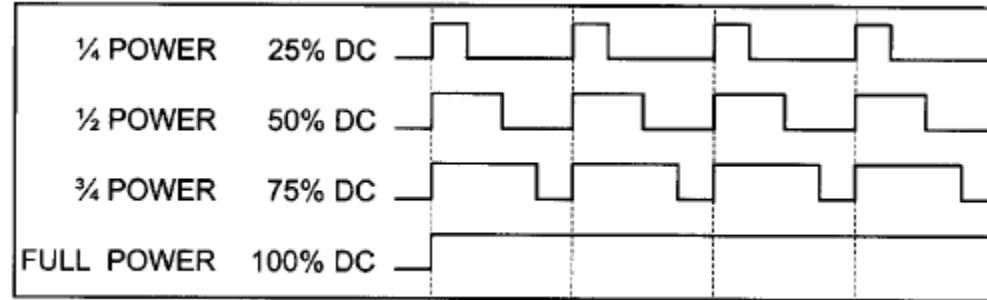 ¼ POWER 25% DC
½ POWER 50% DC
¾ POWER 75% DC
FULL POWER 100% DC